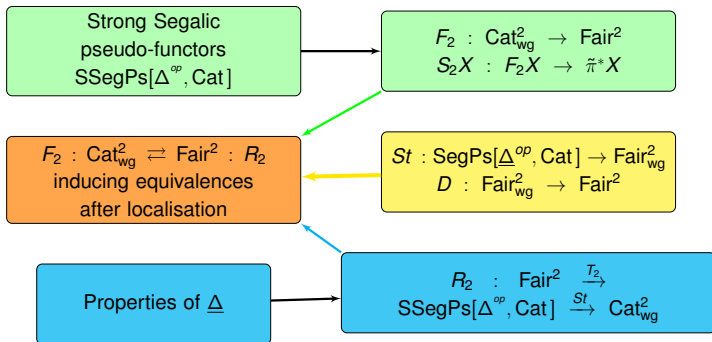 Strong Segalic
pseudo-functors
SSegPs[Δ^op, Cat]
F₂ : Cat²_wg → Fair²
S₂X : F₂X → π̃*X
F₂ : Cat²_wg ⇄ Fair² : R₂
inducing equivalences
after localisation
St : SegPs[Δ̲^op, Cat] → Fair²_wg
D : Fair²_wg → Fair²
Properties of Δ̲
R₂ : Fair² —T₂→
SSegPs[Δ^op, Cat] —St→ Cat²_wg